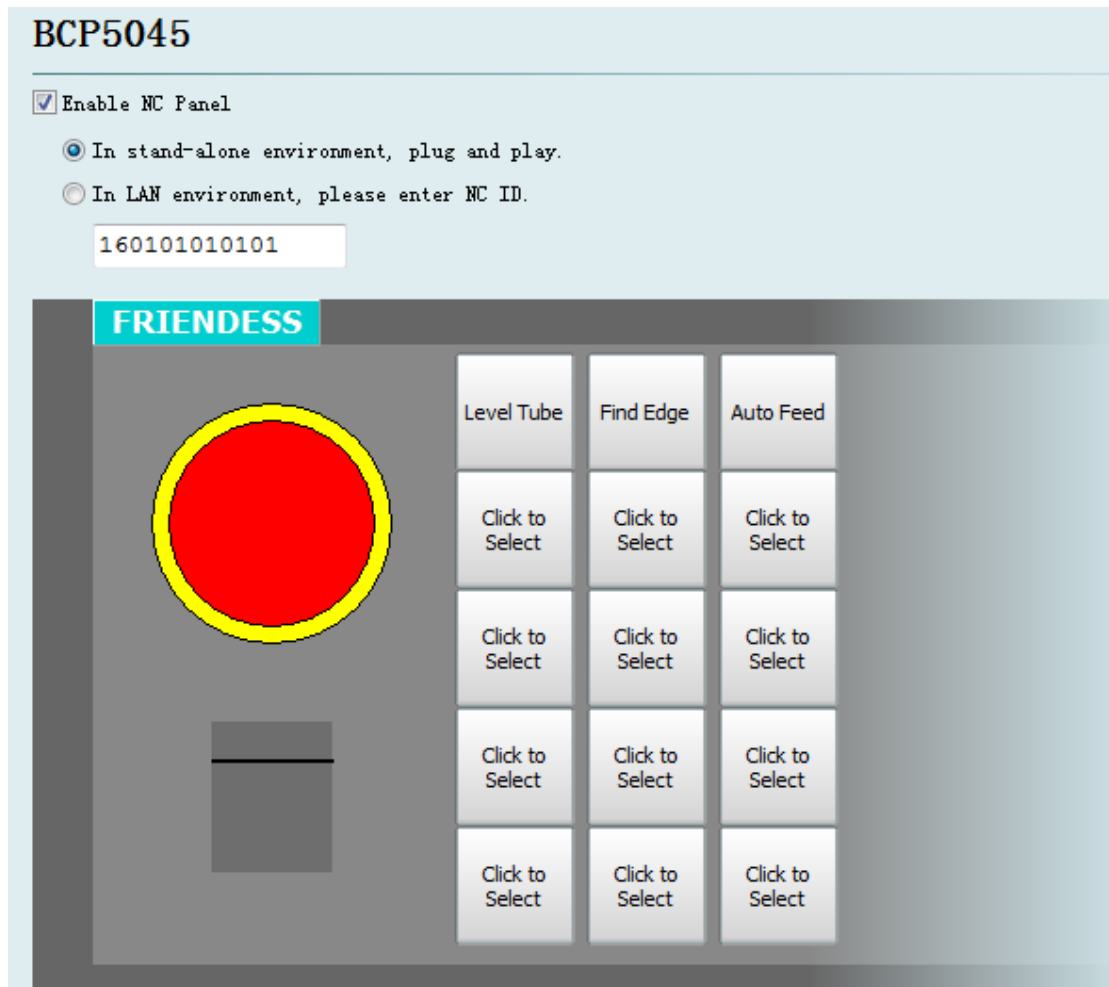 BCP5045
Enable NC Panel
In stand-alone environment, plug and play.
In LAN environment, please enter NC ID.
160101010101
FRIENDESS
Level Tube Find Edge Auto Feed
Click to Click to Click to
Select Select Select
Click to Click to Click to
Select Select Select
Click to Click to Click to
Select Select Select
Click to Click to Click to
Select Select Select